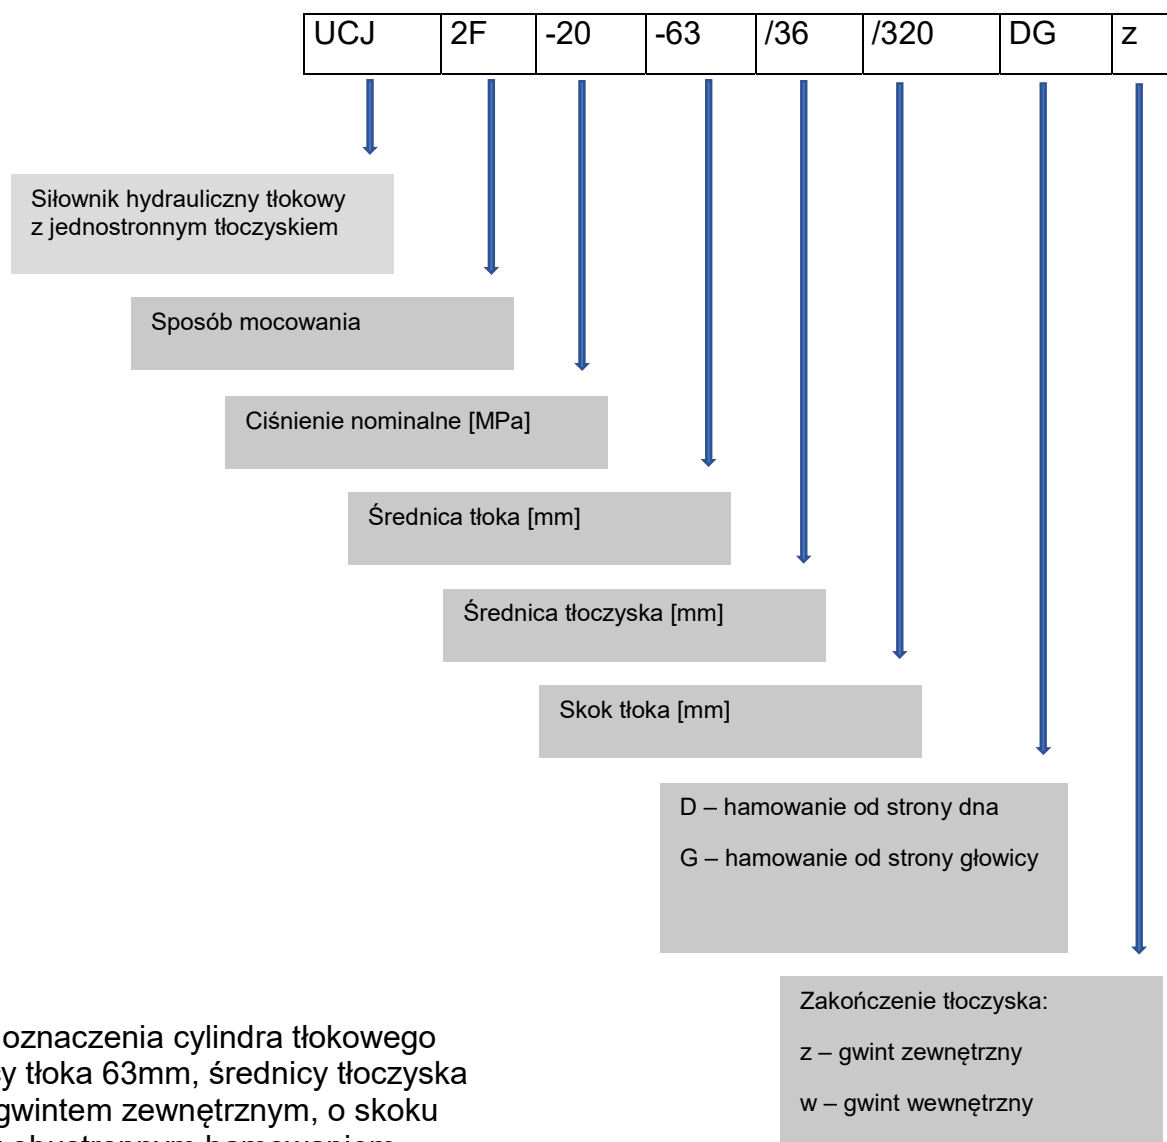 UCJ 2F -20 -63 /36 /320 DG z
Siłownik hydrauliczny tłokowy
z jednostronnym tłoczyskiem
Sposób mocowania
Ciśnienie nominalne [MPa]
Średnica tłoka [mm]
Średnica tłoczyska [mm]
Skok tłoka [mm]
D – hamowanie od strony dna
G – hamowanie od strony głowicy
Zakończenie tłoczyska:
z – gwint zewnętrzny
w – gwint wewnętrzny
oznaczenia cylindra tłokowego
tłoka 63mm, średnicy tłoczyska
gwintem zewnętrznym, o skoku
obustronnym hamowaniem